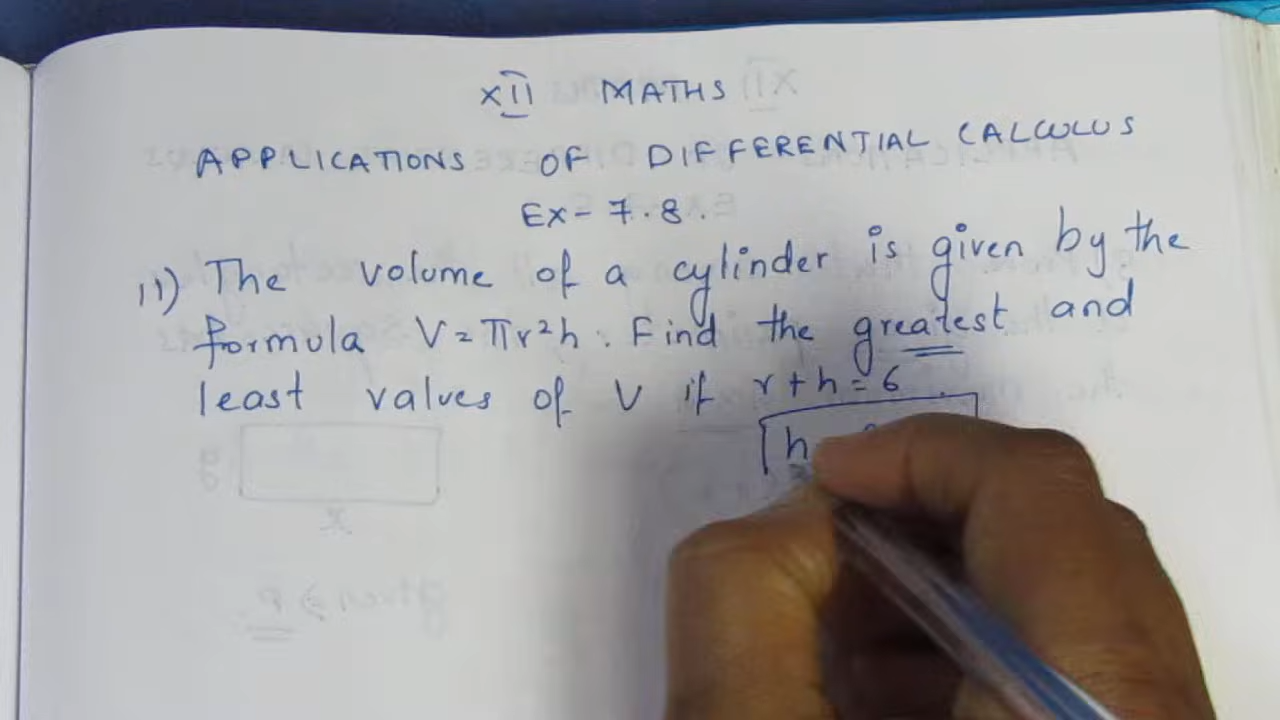 XII MATHS
APPLICATIONS OF DIFFERENTIAL CALCULUS
Ex-7.8.
11) The volume of a cylinder is given by the
formula V=πr²h. Find the greatest and
least values of V if r+h=6
h